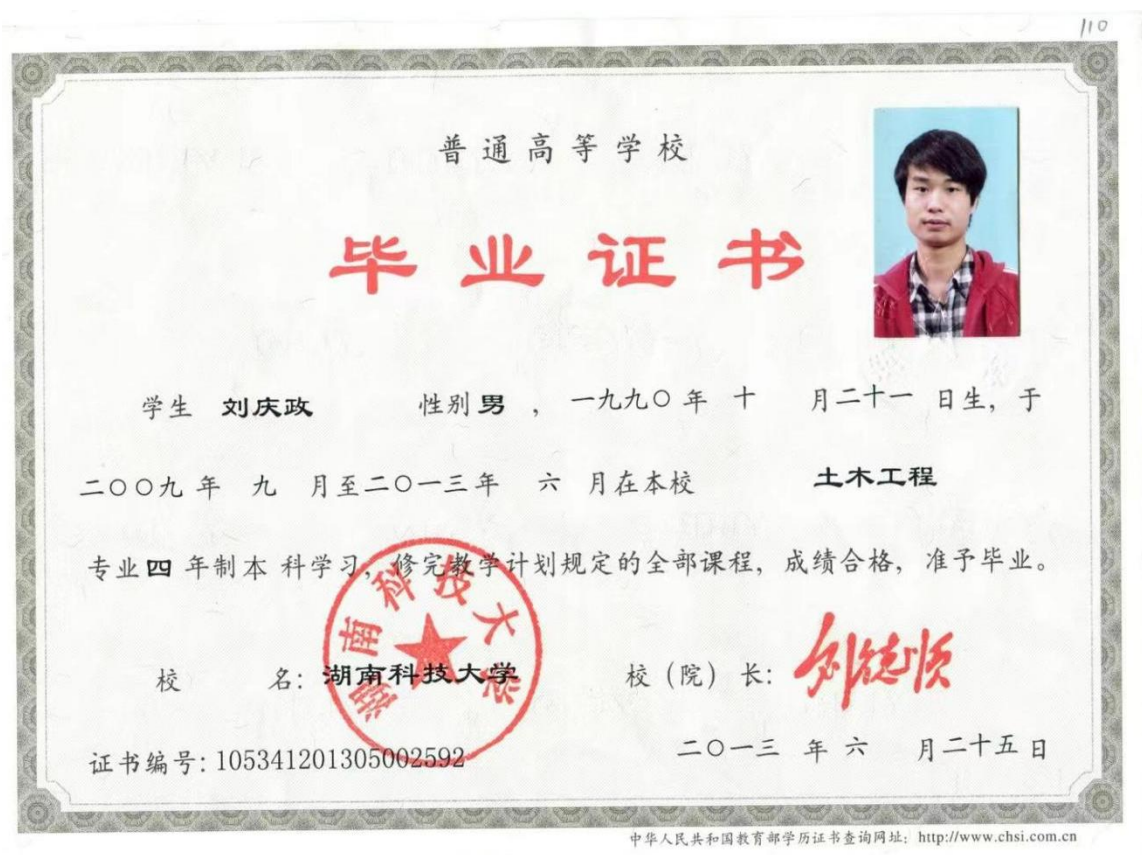 110
普通高等学校
毕业证书
学生 刘庆政 性别 男 ，一九九〇年 十 月二十一 日生，于
二〇〇九年 九 月至二〇一三年 六 月在本校 土木工程
专业 四 年制 本 科学习，修完教学计划规定的全部课程，成绩合格，准予毕业。
湖南科技大学
校 名：湖南科技大学 校（院）长：刘德顺
证书编号：105341201305002592 二〇一三 年 六 月二十五日
中华人民共和国教育部学历证书查询网址：http://www.chsi.com.cn